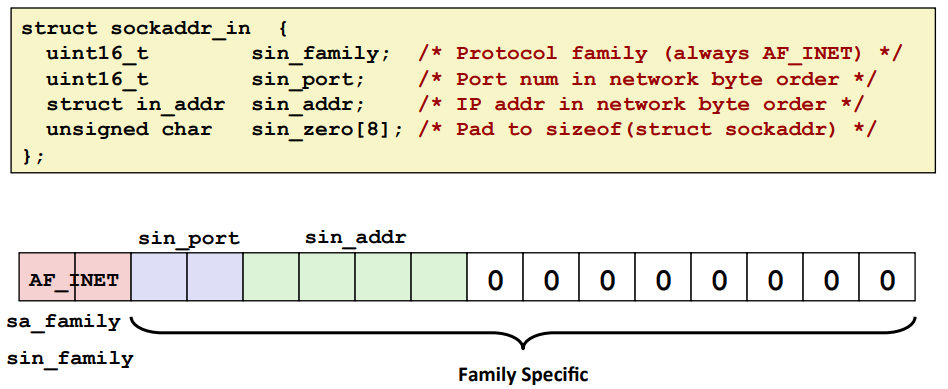 struct sockaddr_in  {
  uint16_t        sin_family;  /* Protocol family (always AF_INET) */
  uint16_t        sin_port;    /* Port num in network byte order */
  struct in_addr  sin_addr;    /* IP addr in network byte order */
  unsigned char   sin_zero[8]; /* Pad to sizeof(struct sockaddr) */
};
sin_port sin_addr
AF_INET 0 0 0 0 0 0 0 0
sa_family
sin_family
Family Specific